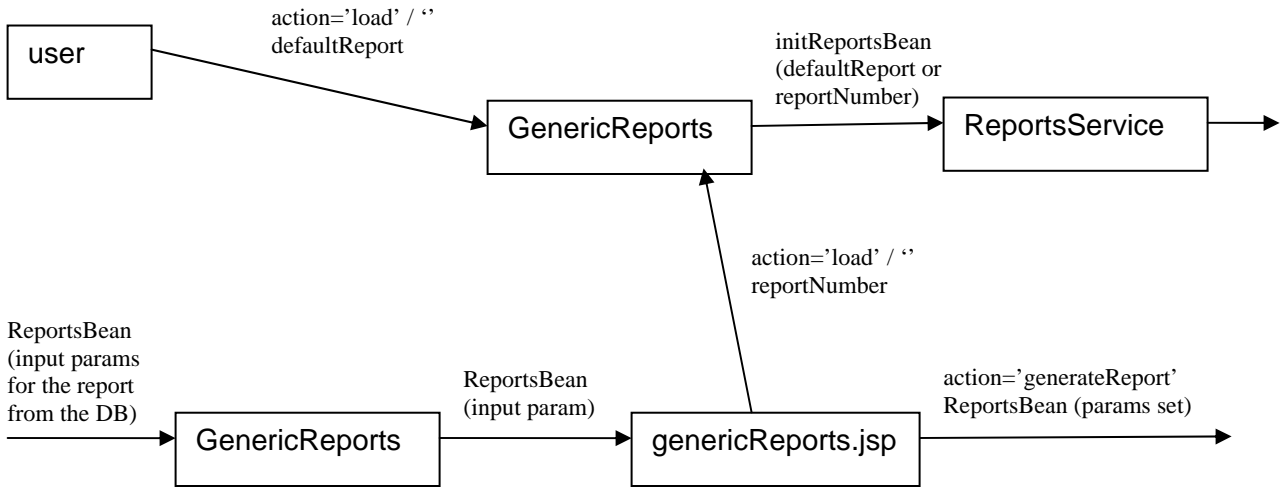 action=’load’ / ‘’
defaultReport
user
initReportsBean
(defaultReport or
reportNumber)
GenericReports
ReportsService
action=’load’ / ‘’
reportNumber
ReportsBean
(input params
for the report
from the DB)
GenericReports
ReportsBean
(input param)
genericReports.jsp
action=’generateReport’
ReportsBean (params set)